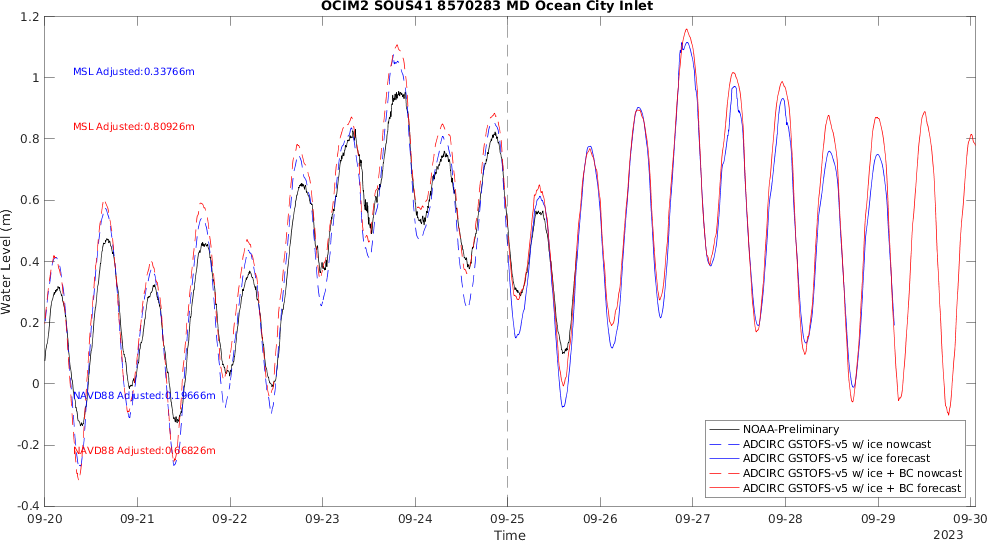 OCIM2 SOUS41 8570283 MD Ocean City Inlet
1.2
1
0.8
0.6
0.4
0.2
0
-0.2
-0.4
Water Level (m)
MSL Adjusted:0.33766m
MSL Adjusted:0.80926m
NAVD88 Adjusted:0.19666m
NAVD88 Adjusted:0.66826m
NOAA-Preliminary
ADCIRC GSTOFS-v5 w/ ice nowcast
ADCIRC GSTOFS-v5 w/ ice forecast
ADCIRC GSTOFS-v5 w/ ice + BC nowcast
ADCIRC GSTOFS-v5 w/ ice + BC forecast
09-20 09-21 09-22 09-23 09-24 09-25 09-26 09-27 09-28 09-29 09-30
Time
2023